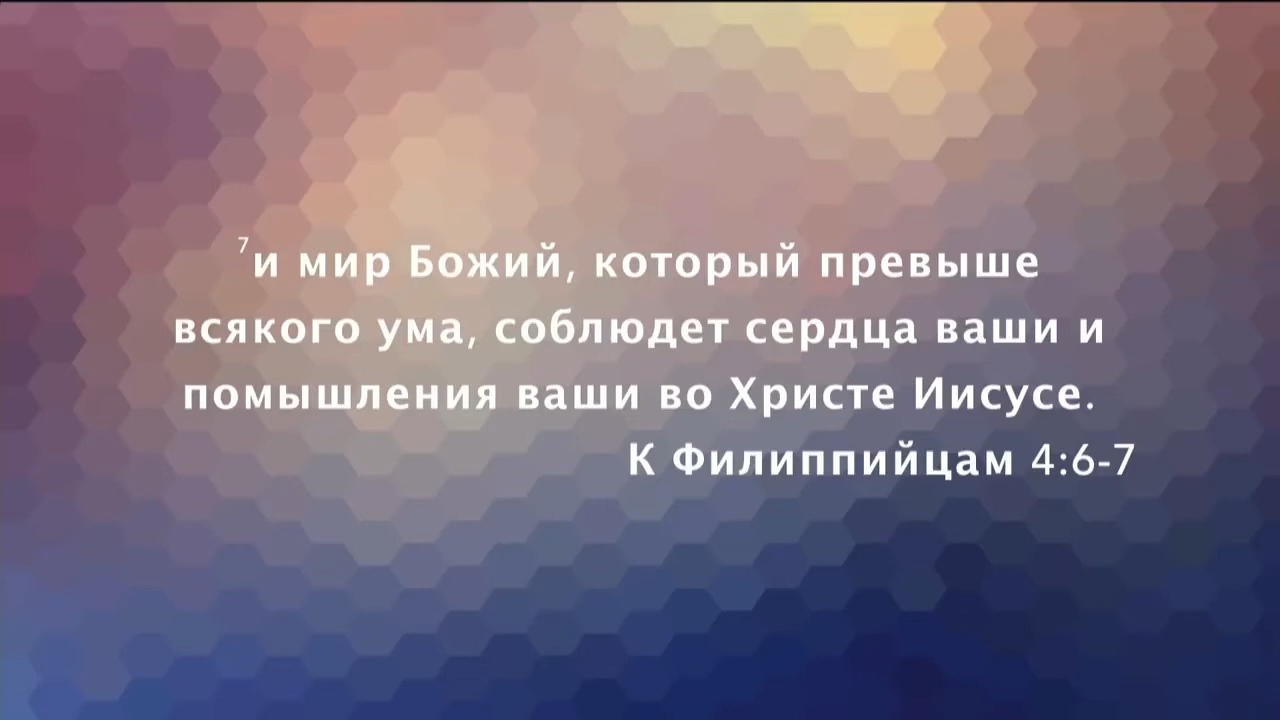 ⁷и мир Божий, который превыше
всякого ума, соблюдет сердца ваши и
помышления ваши во Христе Иисусе.
К Филиппийцам 4:6-7